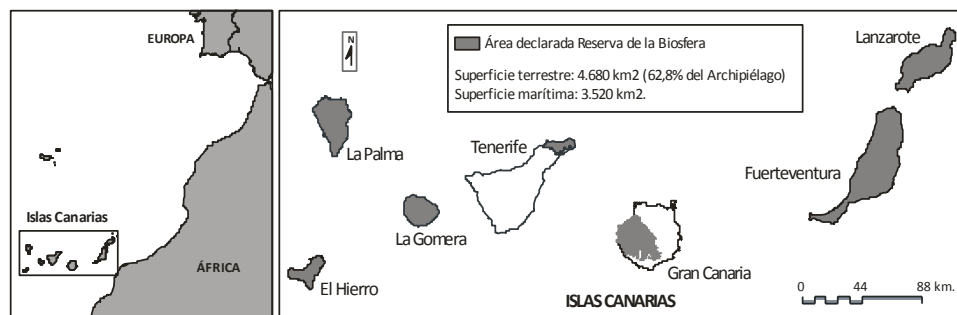 EUROPA
Islas Canarias
ÁFRICA
N
Área declarada Reserva de la Biosfera
Superficie terrestre: 4.680 km2 (62,8% del Archipiélago)
Superficie marítima: 3.520 km2.
Lanzarote
La Palma
Tenerife
Fuerteventura
La Gomera
Gran Canaria
El Hierro
ISLAS CANARIAS
0 44 88 km.